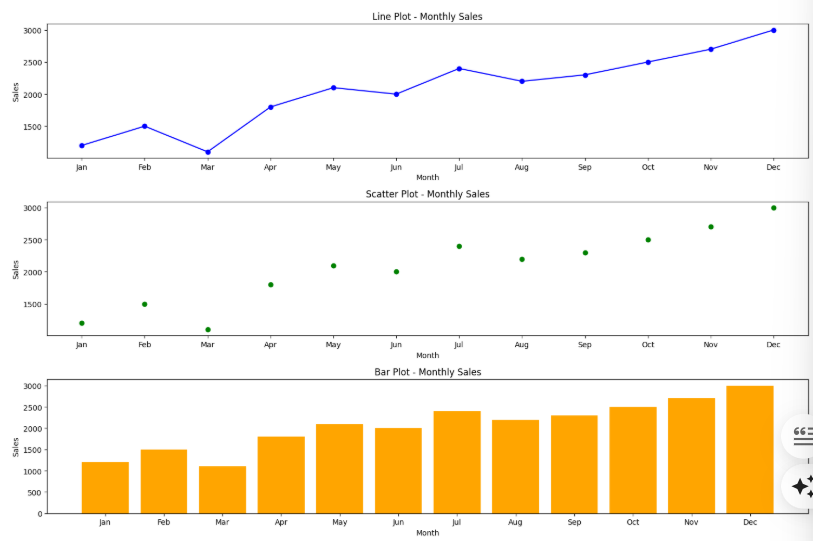 Line Plot - Monthly Sales
3000
2500
2000
1500
Sales
Jan Feb Mar Apr May Jun Jul Aug Sep Oct Nov Dec
Month
Scatter Plot - Monthly Sales
3000
2500
2000
1500
Sales
Jan Feb Mar Apr May Jun Jul Aug Sep Oct Nov Dec
Month
Bar Plot - Monthly Sales
3000
2500
2000
1500
1000
500
0
Sales
Jan Feb Mar Apr May Jun Jul Aug Sep Oct Nov Dec
Month